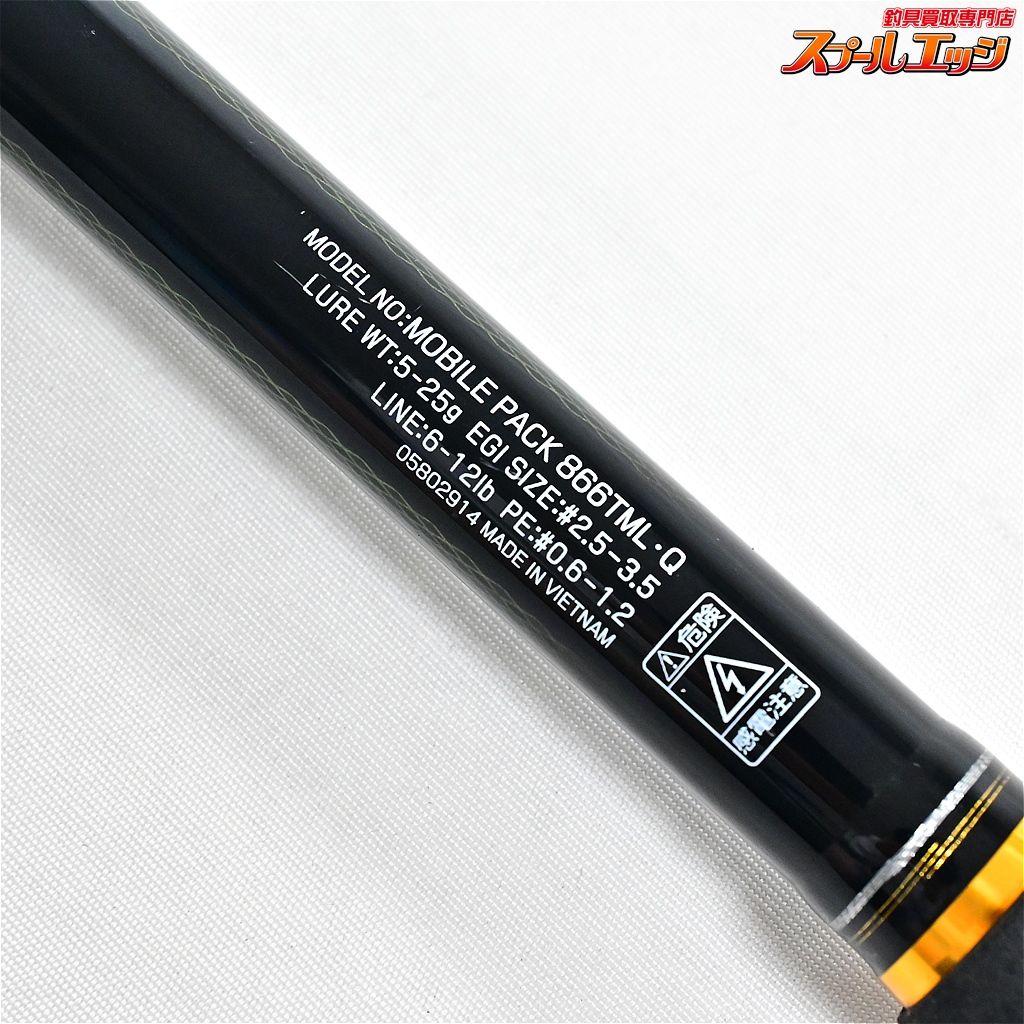 釣具買取専門店
スプールエッジ
MODEL NO:MOBILE PACK 866TML・Q
LURE WT:5-25g EGI SIZE:#2.5-3.5
LINE:6-12lb PE:#0.6-1.2
05802914 MADE IN VIETNAM
危険
感電注意